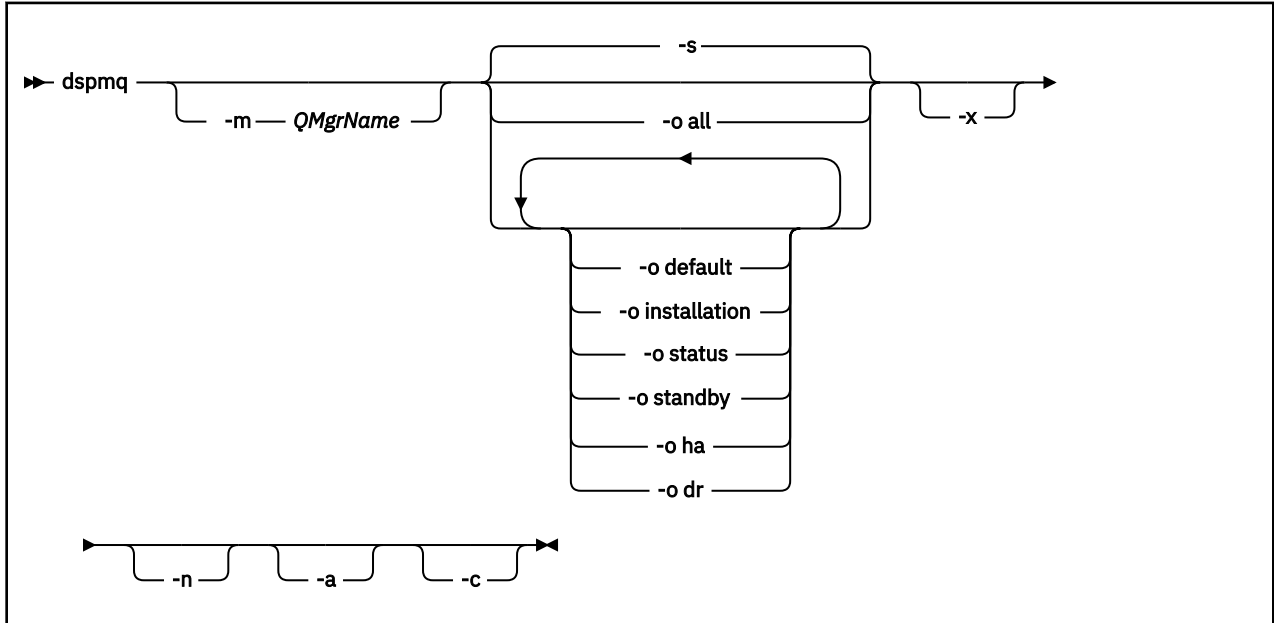 -s
dspmq
-m QMgrName
-o all
-x
-o default
-o installation
-o status
-o standby
-o ha
-o dr
-n -a -c